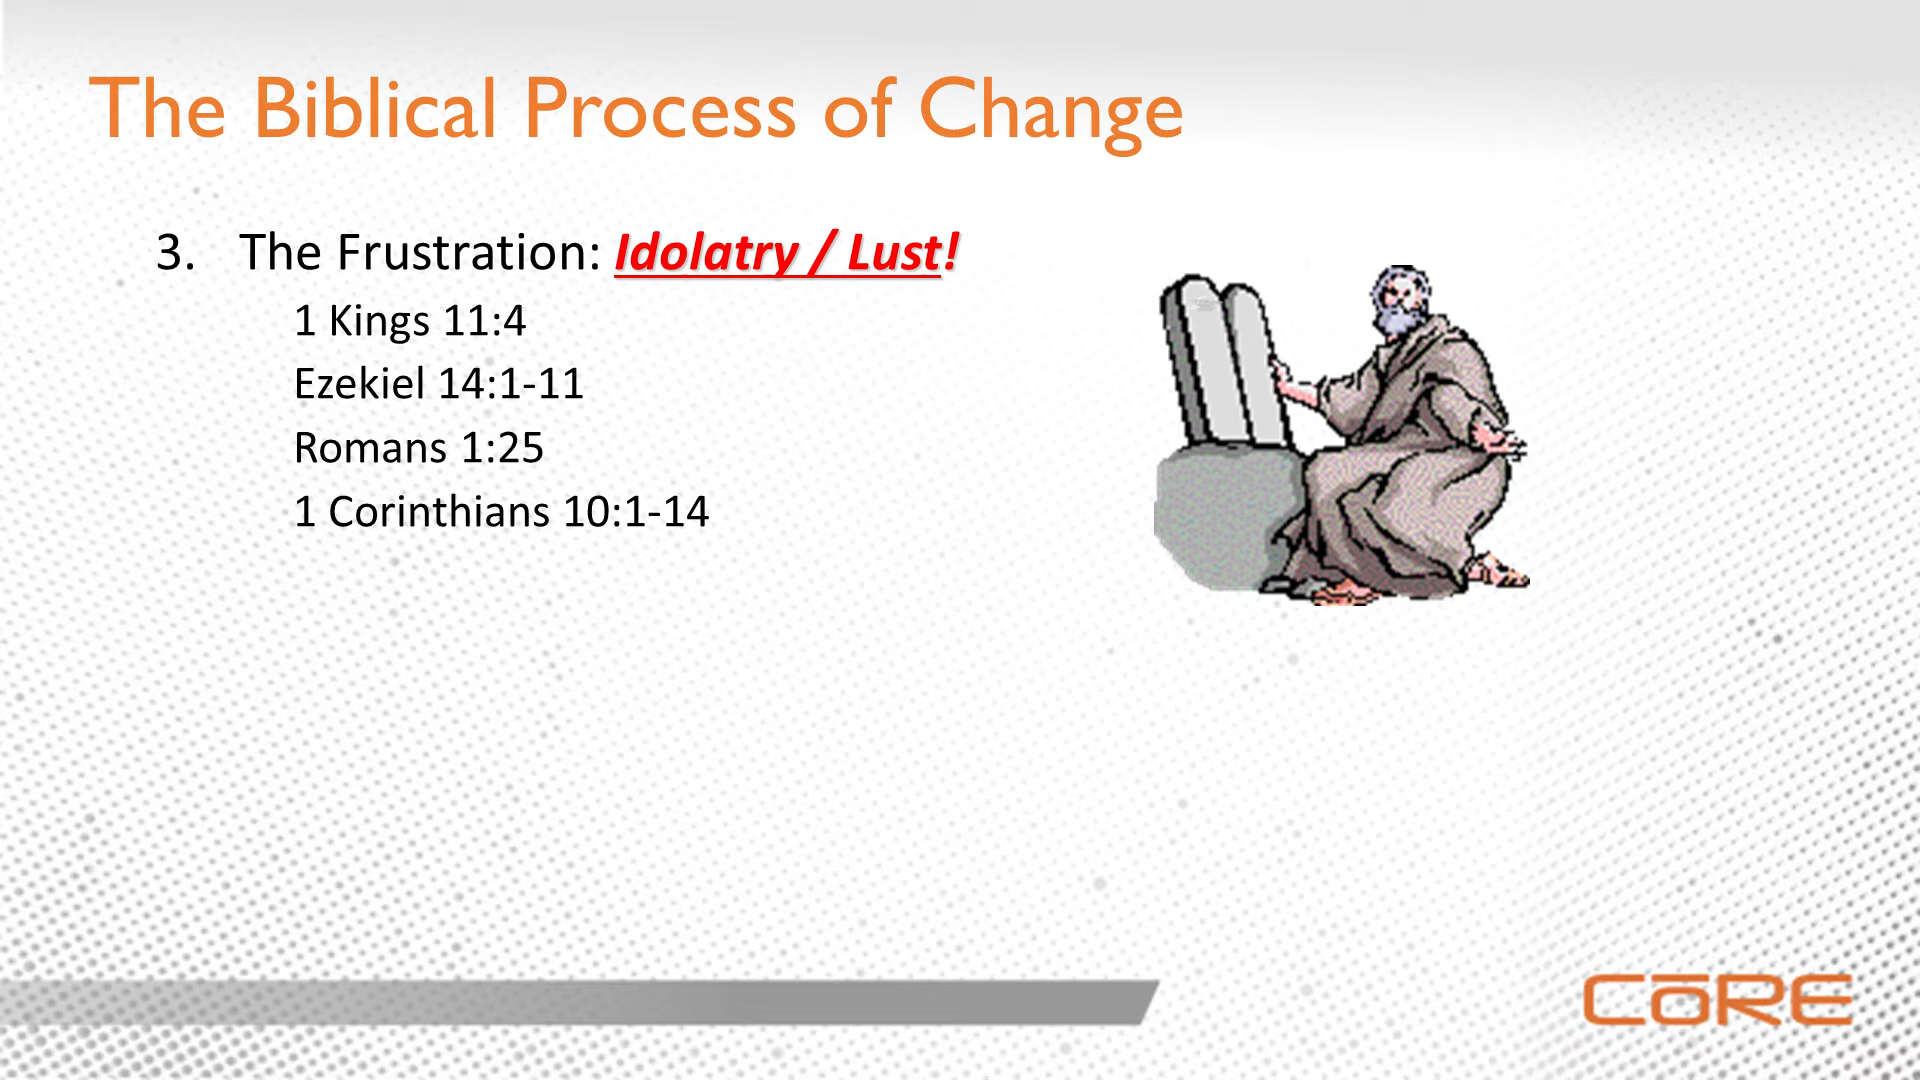 The Biblical Process of Change
3. The Frustration: Idolatry / Lust!
1 Kings 11:4
Ezekiel 14:1-11
Romans 1:25
1 Corinthians 10:1-14
CōRE